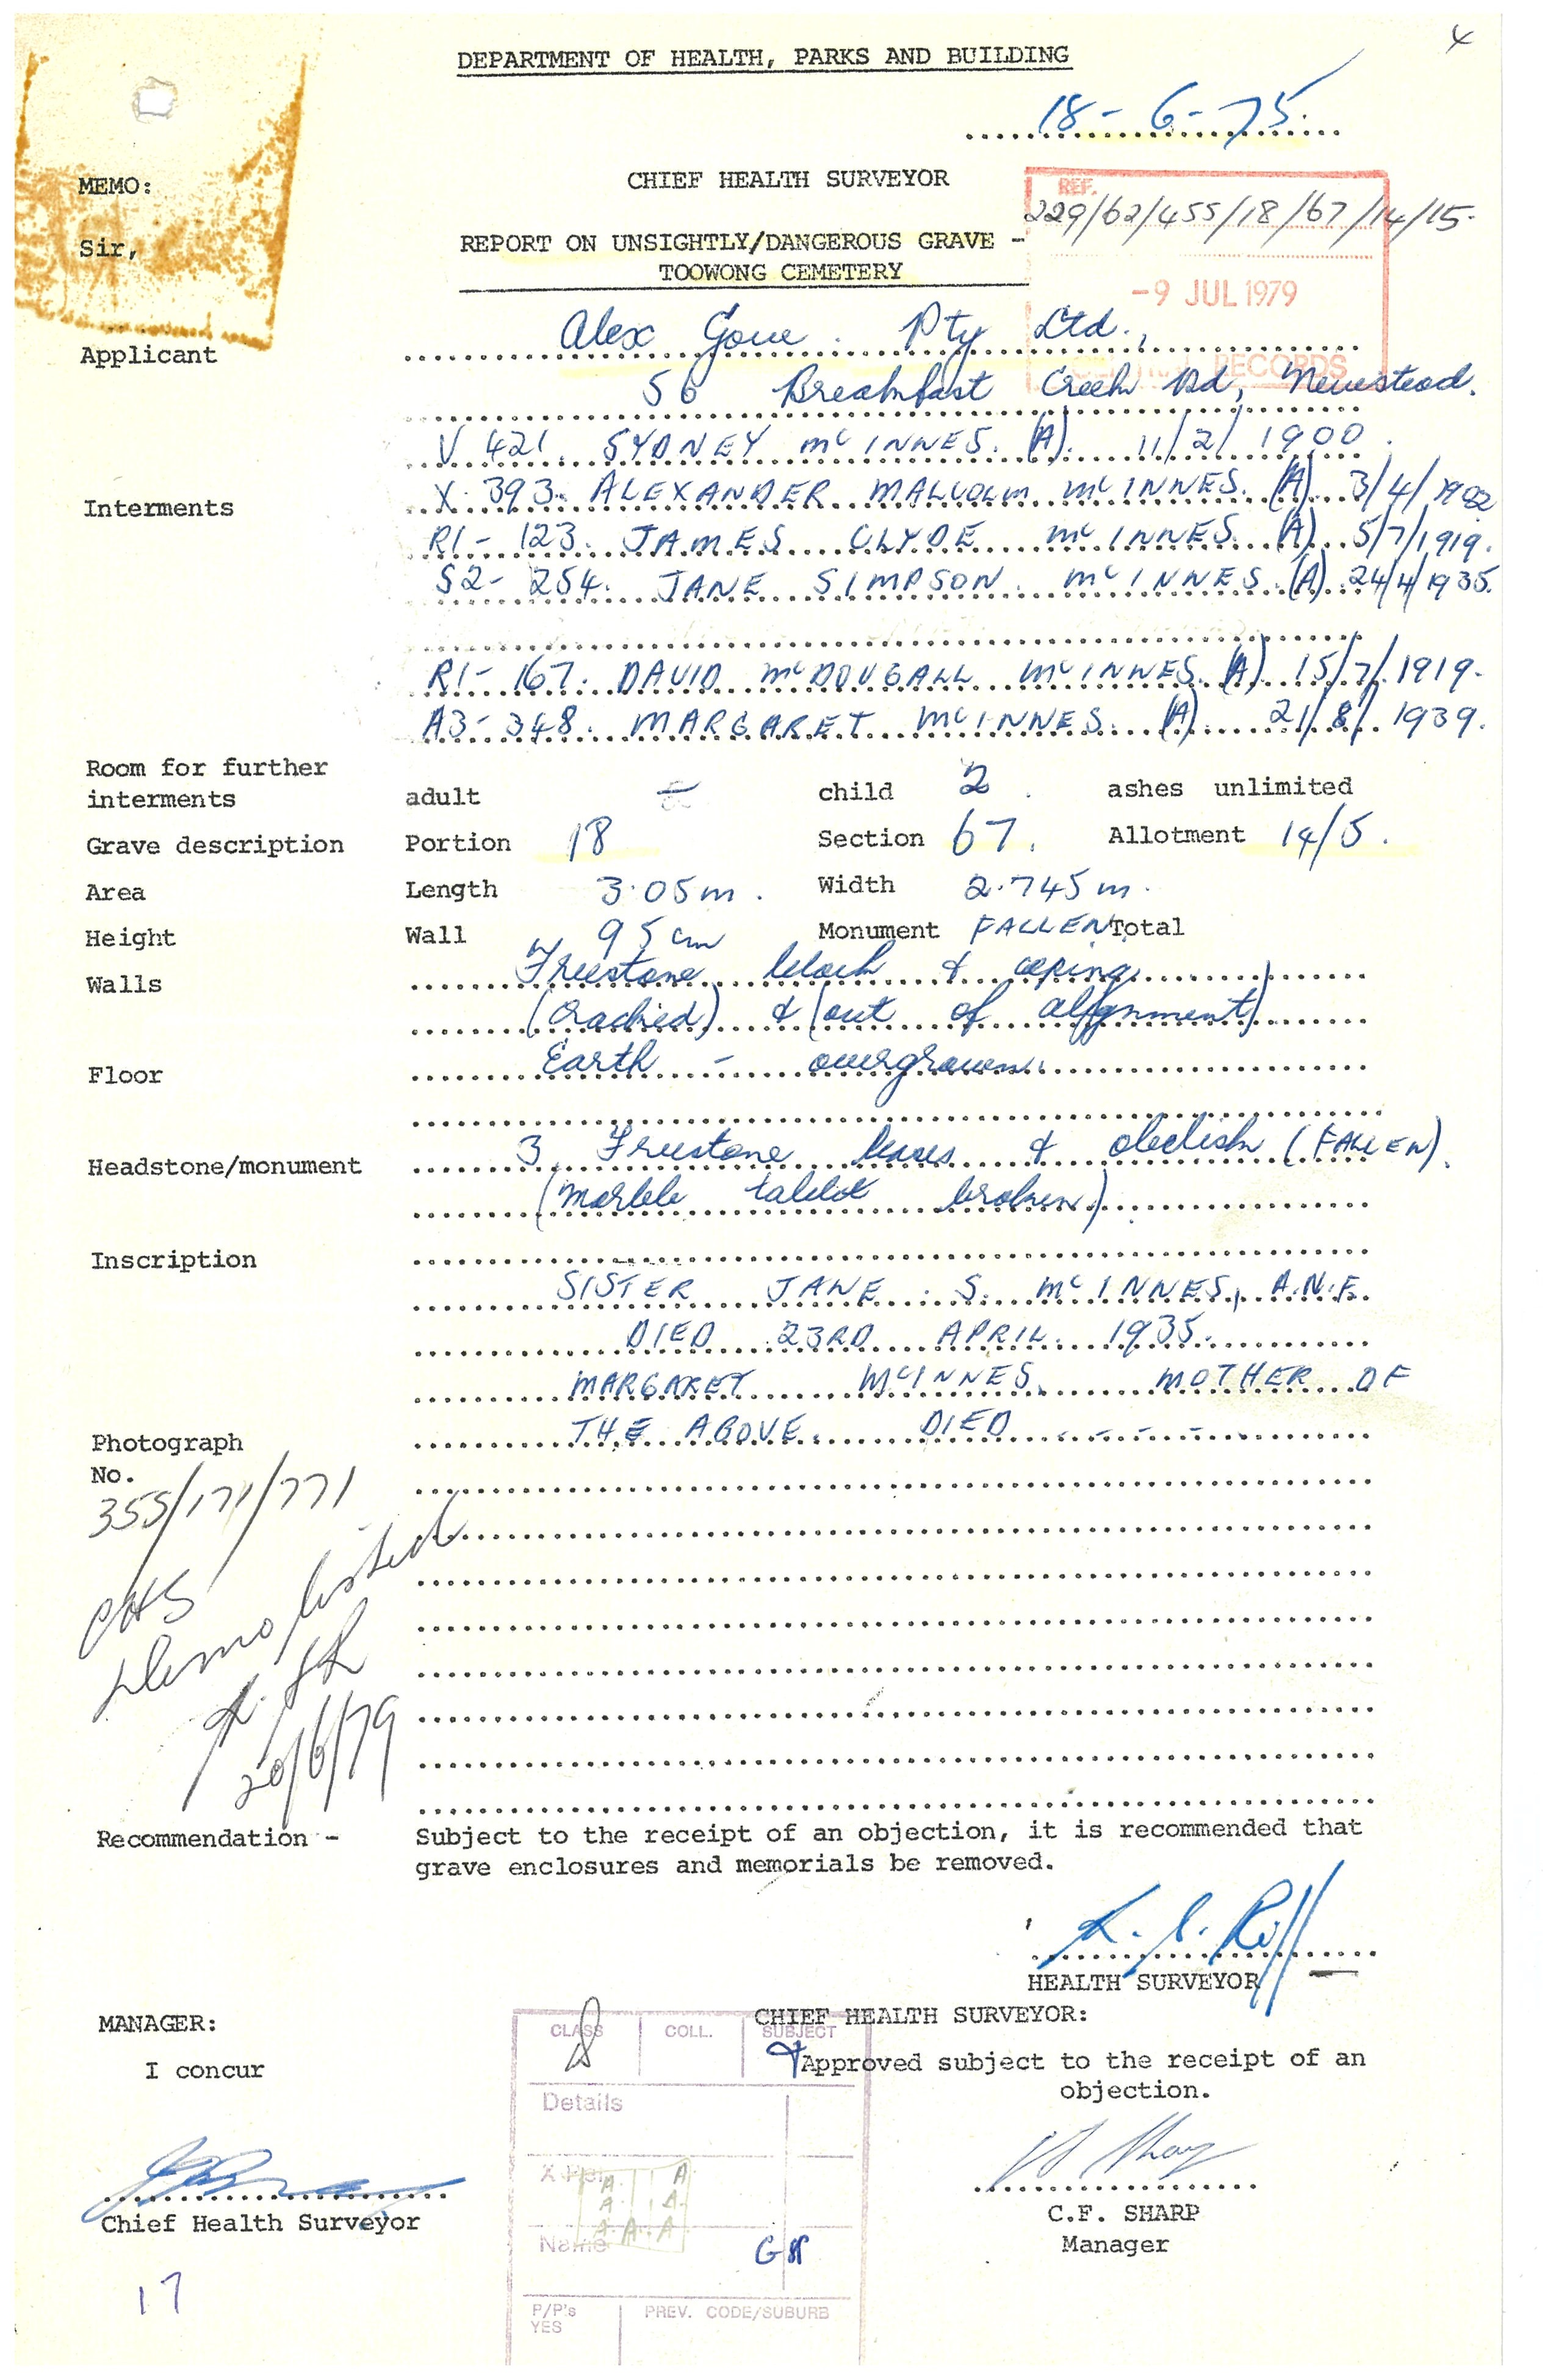 4
DEPARTMENT OF HEALTH, PARKS AND BUILDING
18-6-75.
MEMO:
CHIEF HEALTH SURVEYOR
REF.
229/62/455/18/67/14/15.
Sir,
REPORT ON UNSIGHTLY/DANGEROUS GRAVE -
TOOWONG CEMETERY
-9 JUL 1979
RECORDS
Applicant Alex Gow Pty Ltd.,
56 Breakfast Creek Rd, Newstead.
V 421. SYDNEY McINNES. (A). 11/2/1900.
Interments X.393. ALEXANDER MALCOLM McINNES. (A). 3/4/1902
R1-123. JAMES CLYDE McINNES. (A). 5/7/1919.
S2-254. JANE SIMPSON McINNES. (A) 24/4/1935.
R1-167. DAVID McDOUGALL McINNES. (A). 15/7/1919.
A3-348. MARGARET McINNES. (A). 21/8/1939.
Room for further
interments adult - child 2. ashes unlimited
Grave description Portion 18 Section 67. Allotment 14/5.
Area Length 3.05m. Width 2.745m.
Height Wall 95cm Monument FALLEN Total
Walls Freestone block & coping
(Cracked) & (out of alignment)
Floor Earth - overgrown.
Headstone/monument 3 Freestone bases & obelisk (FALLEN).
(Marble tablet broken)
Inscription
SISTER JANE S. McINNES, A.N.F.
DIED 23RD APRIL 1935.
MARGARET McINNES. MOTHER OF
THE ABOVE. DIED - - - -
Photograph
No.
355/171/771
CHS
Demolished
20/6/79
Recommendation - Subject to the receipt of an objection, it is recommended that
grave enclosures and memorials be removed.
HEALTH SURVEYOR
MANAGER:
CHIEF HEALTH SURVEYOR:
I concur
Approved subject to the receipt of an
objection.
CLASS COLL. SUBJECT
Details
A A
A A
A A A
Name
P/P's
YES
PREV. CODE/SUBURB
Chief Health Surveyor
C.F. SHARP
Manager
17